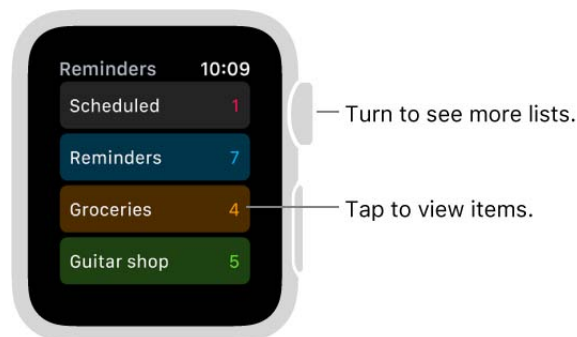 Reminders 10:09
Scheduled 1
Turn to see more lists.
Reminders 7
Groceries 4
Tap to view items.
Guitar shop 5